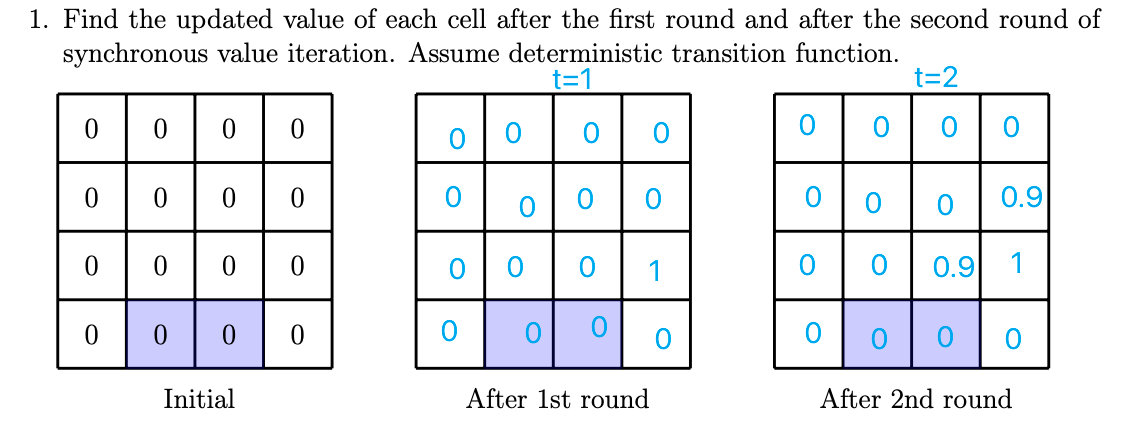 1. Find the updated value of each cell after the first round and after the second round of
synchronous value iteration. Assume deterministic transition function.
t=1 t=2
0 0 0 0 0 0 0 0 0 0 0 0
0 0 0 0 0 0 0 0 0 0 0 0.9
0 0 0 0 0 0 0 1 0 0 0.9 1
0 0 0 0 0 0 0 0 0 0 0 0
Initial After 1st round After 2nd round